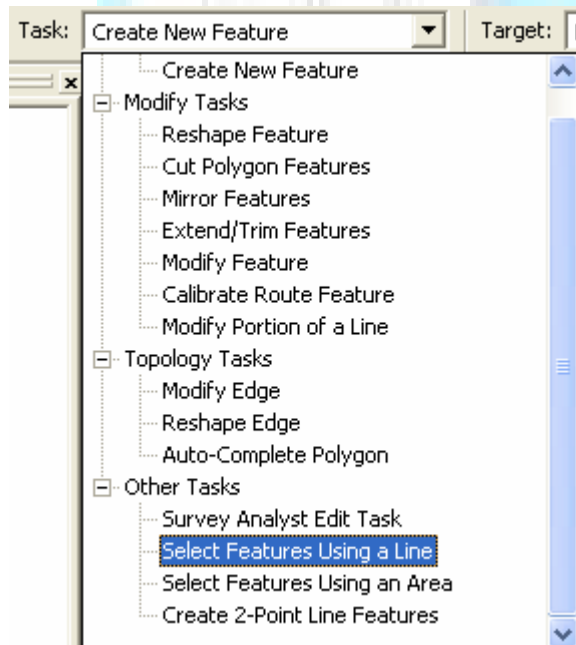 Task: Create New Feature Target:
Create New Feature
Modify Tasks
Reshape Feature
Cut Polygon Features
Mirror Features
Extend/Trim Features
Modify Feature
Calibrate Route Feature
Modify Portion of a Line
Topology Tasks
Modify Edge
Reshape Edge
Auto-Complete Polygon
Other Tasks
Survey Analyst Edit Task
Select Features Using a Line
Select Features Using an Area
Create 2-Point Line Features